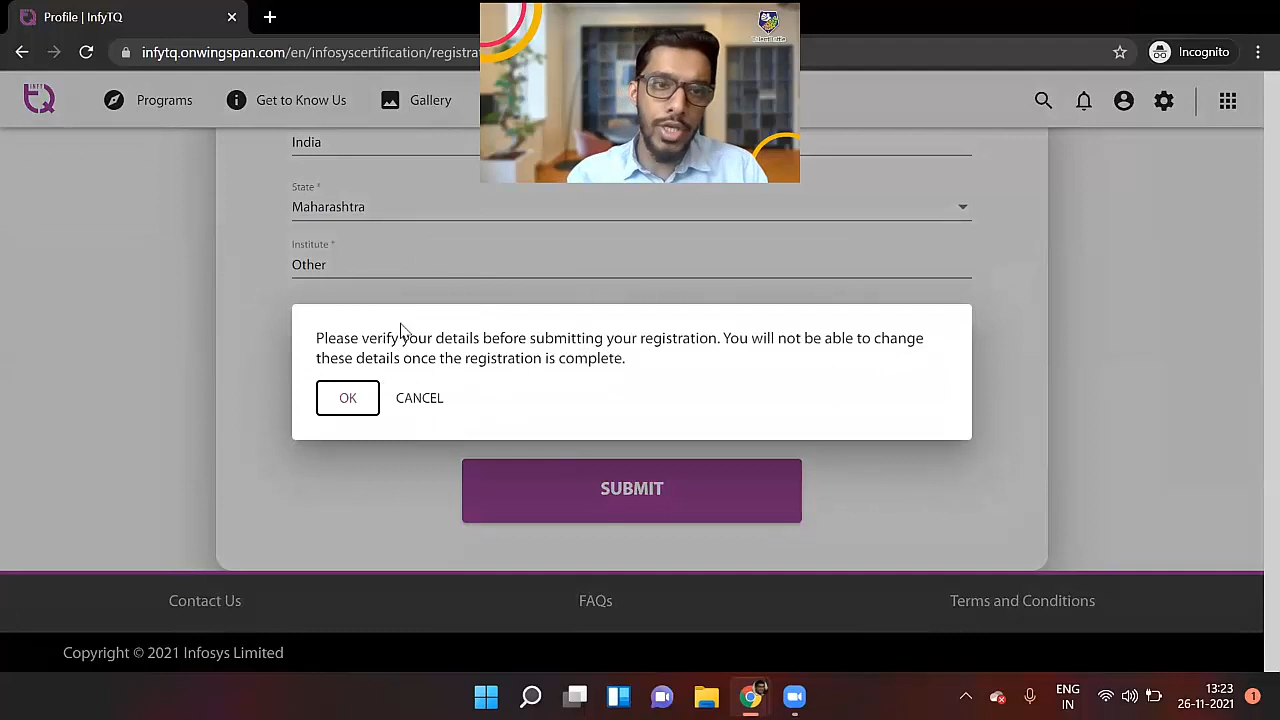 Profile | InfyTQ
infytq.onwingspan.com/en/infosyscertification/registra
Incognito
INFY
TQ
Programs
Get to Know Us
Gallery
India
State *
Maharashtra
Institute *
Other
Please verify your details before submitting your registration. You will not be able to change
these details once the registration is complete.
OK
CANCEL
SUBMIT
Contact Us
FAQs
Terms and Conditions
Copyright © 2021 Infosys Limited
ENG
IN
13:23
26-11-2021
1